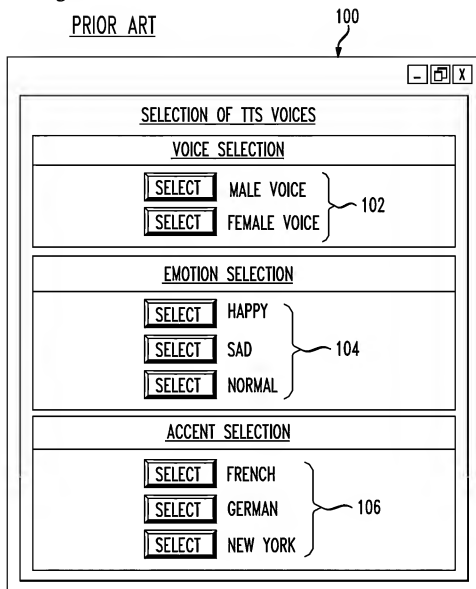 PRIOR ART
100
SELECTION OF TTS VOICES
VOICE SELECTION
SELECT MALE VOICE
SELECT FEMALE VOICE
102
EMOTION SELECTION
SELECT HAPPY
SELECT SAD
SELECT NORMAL
104
ACCENT SELECTION
SELECT FRENCH
SELECT GERMAN
SELECT NEW YORK
106